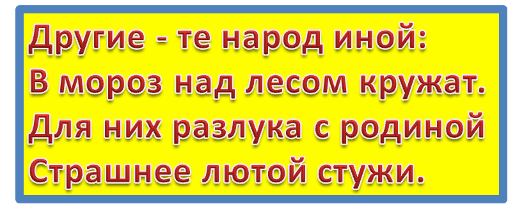 Другие - те народ иной:
В мороз над лесом кружат.
Для них разлука с родиной
Страшнее лютой стужи.